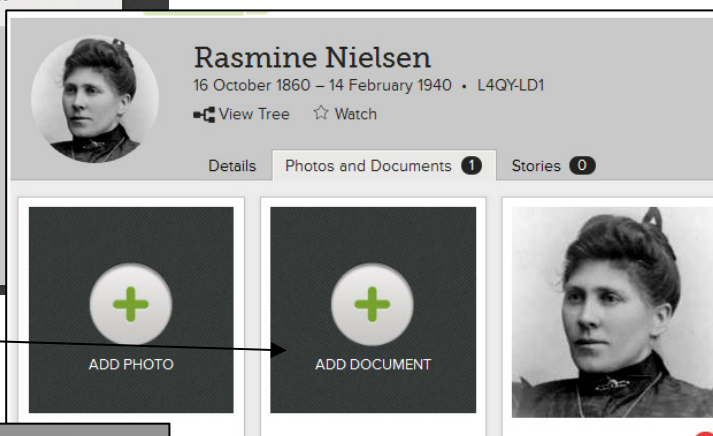 Rasmine Nielsen
16 October 1860 – 14 February 1940 • L4QY-LD1
View Tree Watch
Details Photos and Documents 1 Stories 0
ADD PHOTO ADD DOCUMENT